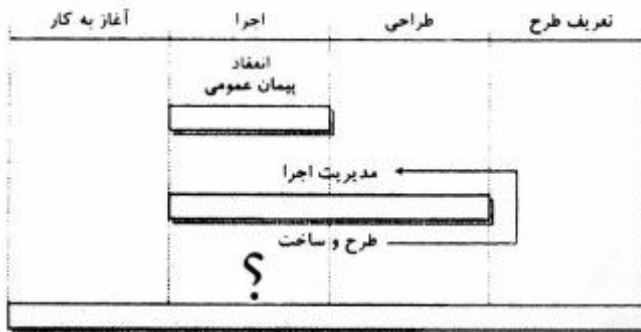 تعریف طرح
طراحی
اجرا
آغاز به کار
انعقاد
پیمان عمومی
مدیریت اجرا
طرح و ساخت
؟